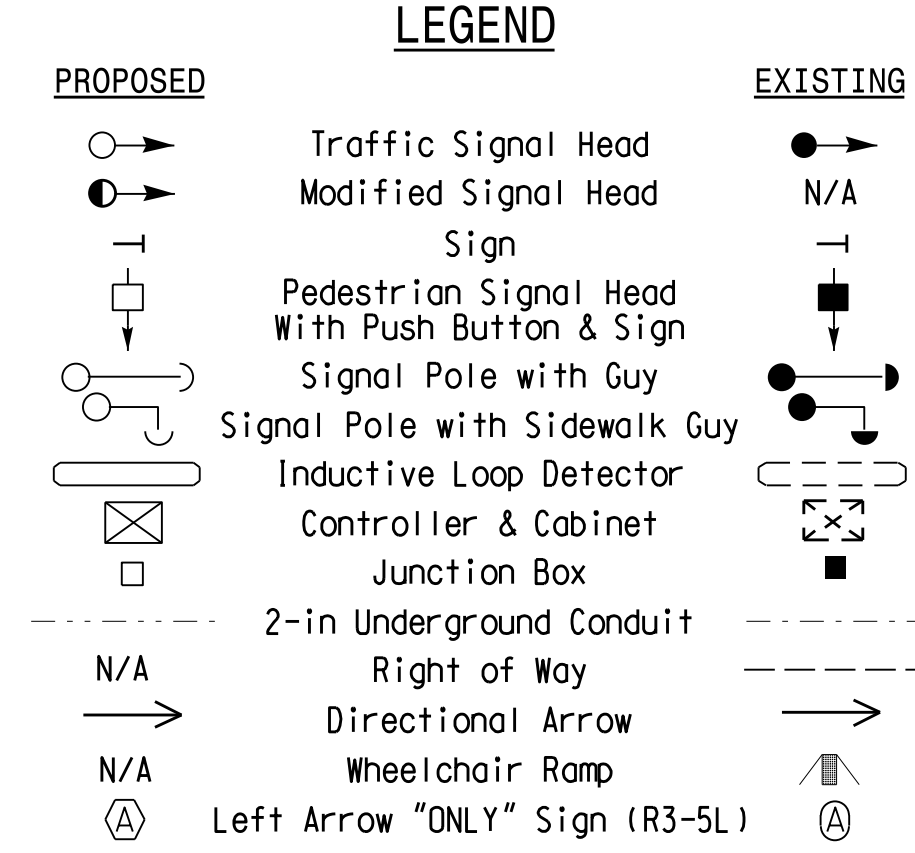 LEGEND
PROPOSED EXISTING
Traffic Signal Head
Modified Signal Head N/A
Sign
Pedestrian Signal Head
With Push Button & Sign
Signal Pole with Guy
Signal Pole with Sidewalk Guy
Inductive Loop Detector
Controller & Cabinet
Junction Box
2-in Underground Conduit
N/A Right of Way
Directional Arrow
N/A Wheelchair Ramp
A Left Arrow "ONLY" Sign (R3-5L) A